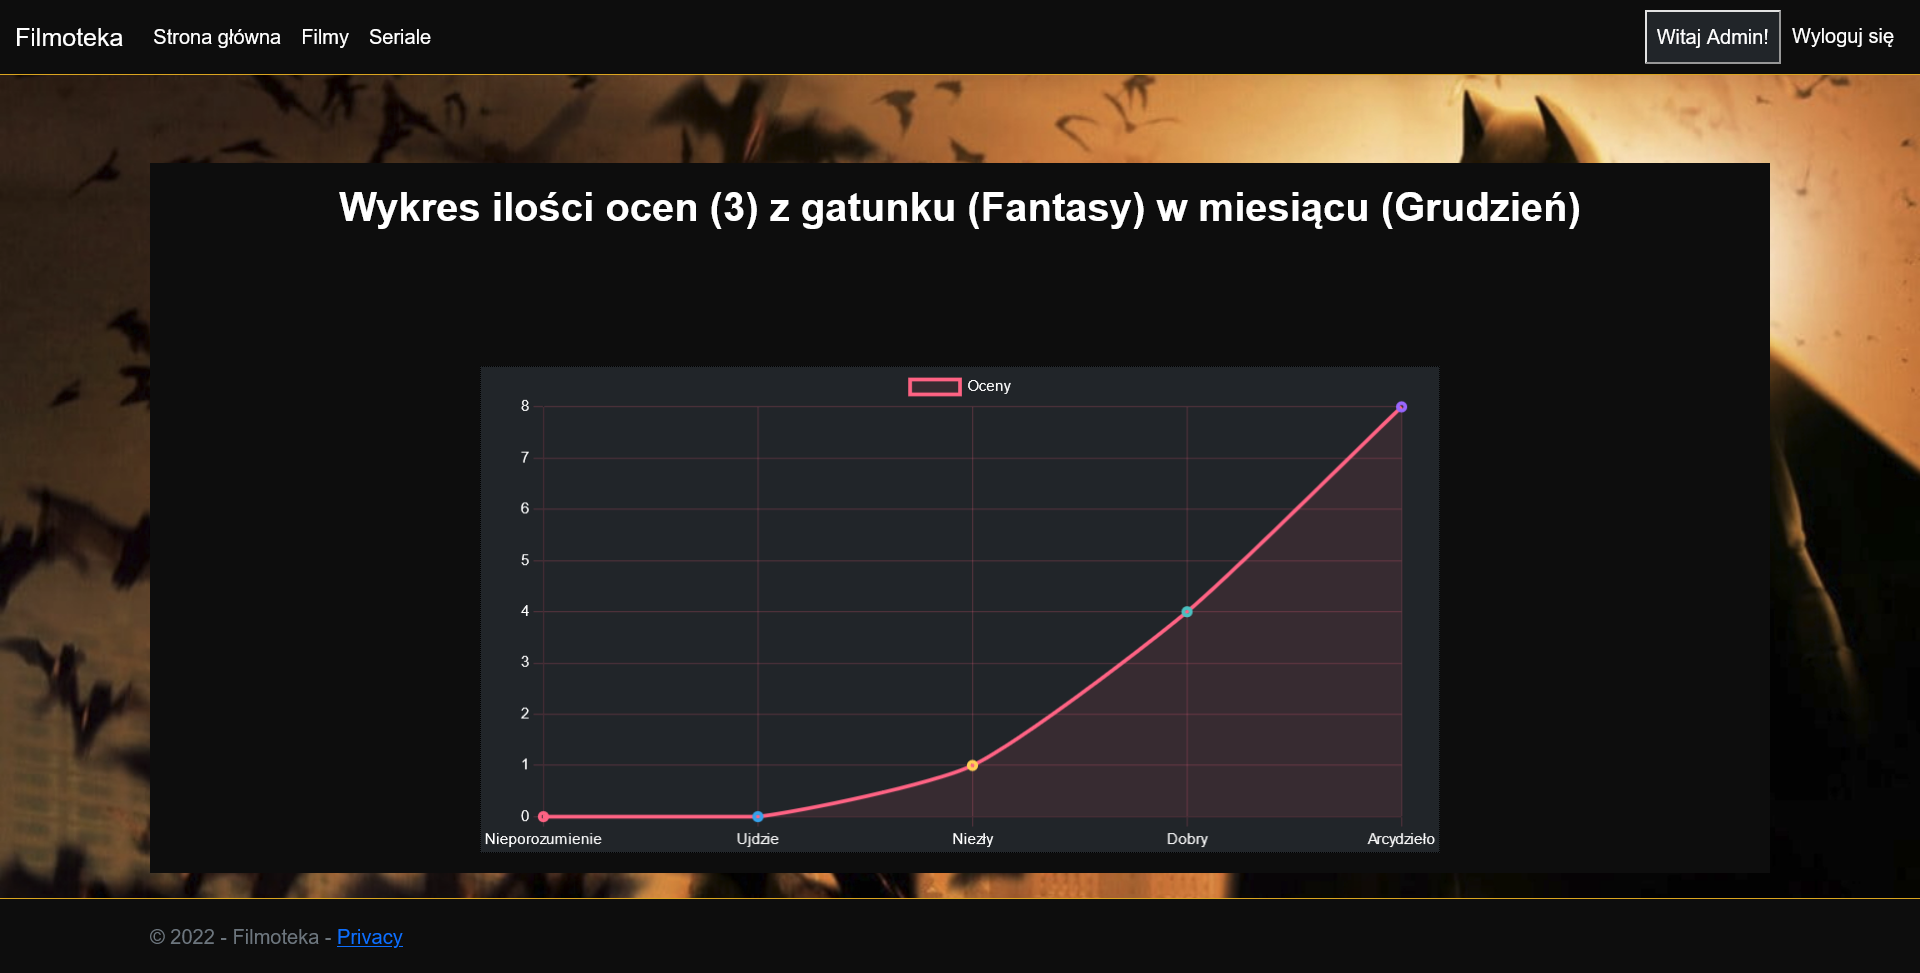 Filmoteka Strona główna Filmy Seriale Witaj Admin! Wyloguj się
Wykres ilości ocen (3) z gatunku (Fantasy) w miesiącu (Grudzień)
Oceny
8
7
6
5
4
3
2
1
0
Nieporozumienie Ujdzie Niezły Dobry Arcydzieło
© 2022 - Filmoteka - Privacy